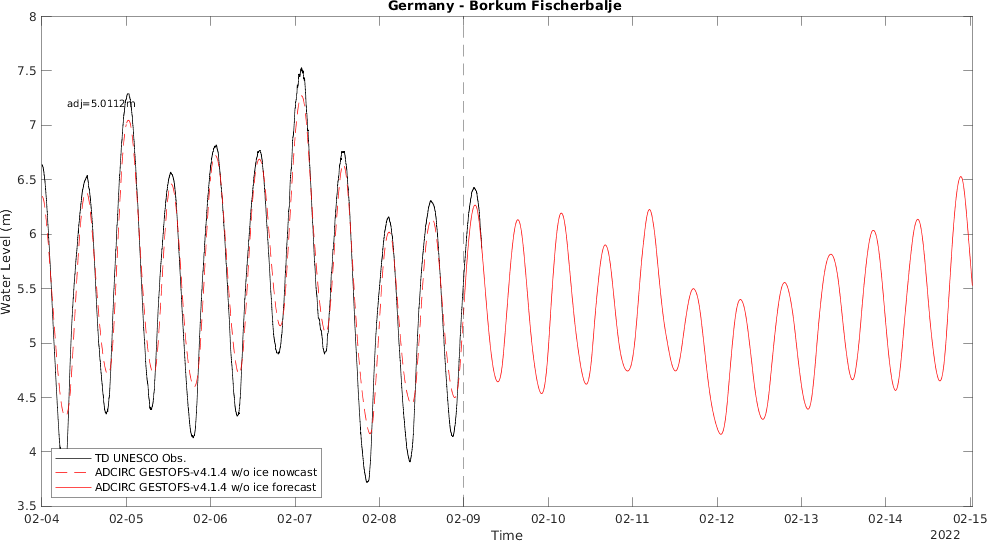 Germany - Borkum Fischerbalje
8
7.5
7
6.5
6
5.5
5
4.5
4
3.5
Water Level (m)
adj=5.0112m
TD UNESCO Obs.
ADCIRC GESTOFS-v4.1.4 w/o ice nowcast
ADCIRC GESTOFS-v4.1.4 w/o ice forecast
02-04 02-05 02-06 02-07 02-08 02-09 02-10 02-11 02-12 02-13 02-14 02-15
Time
2022